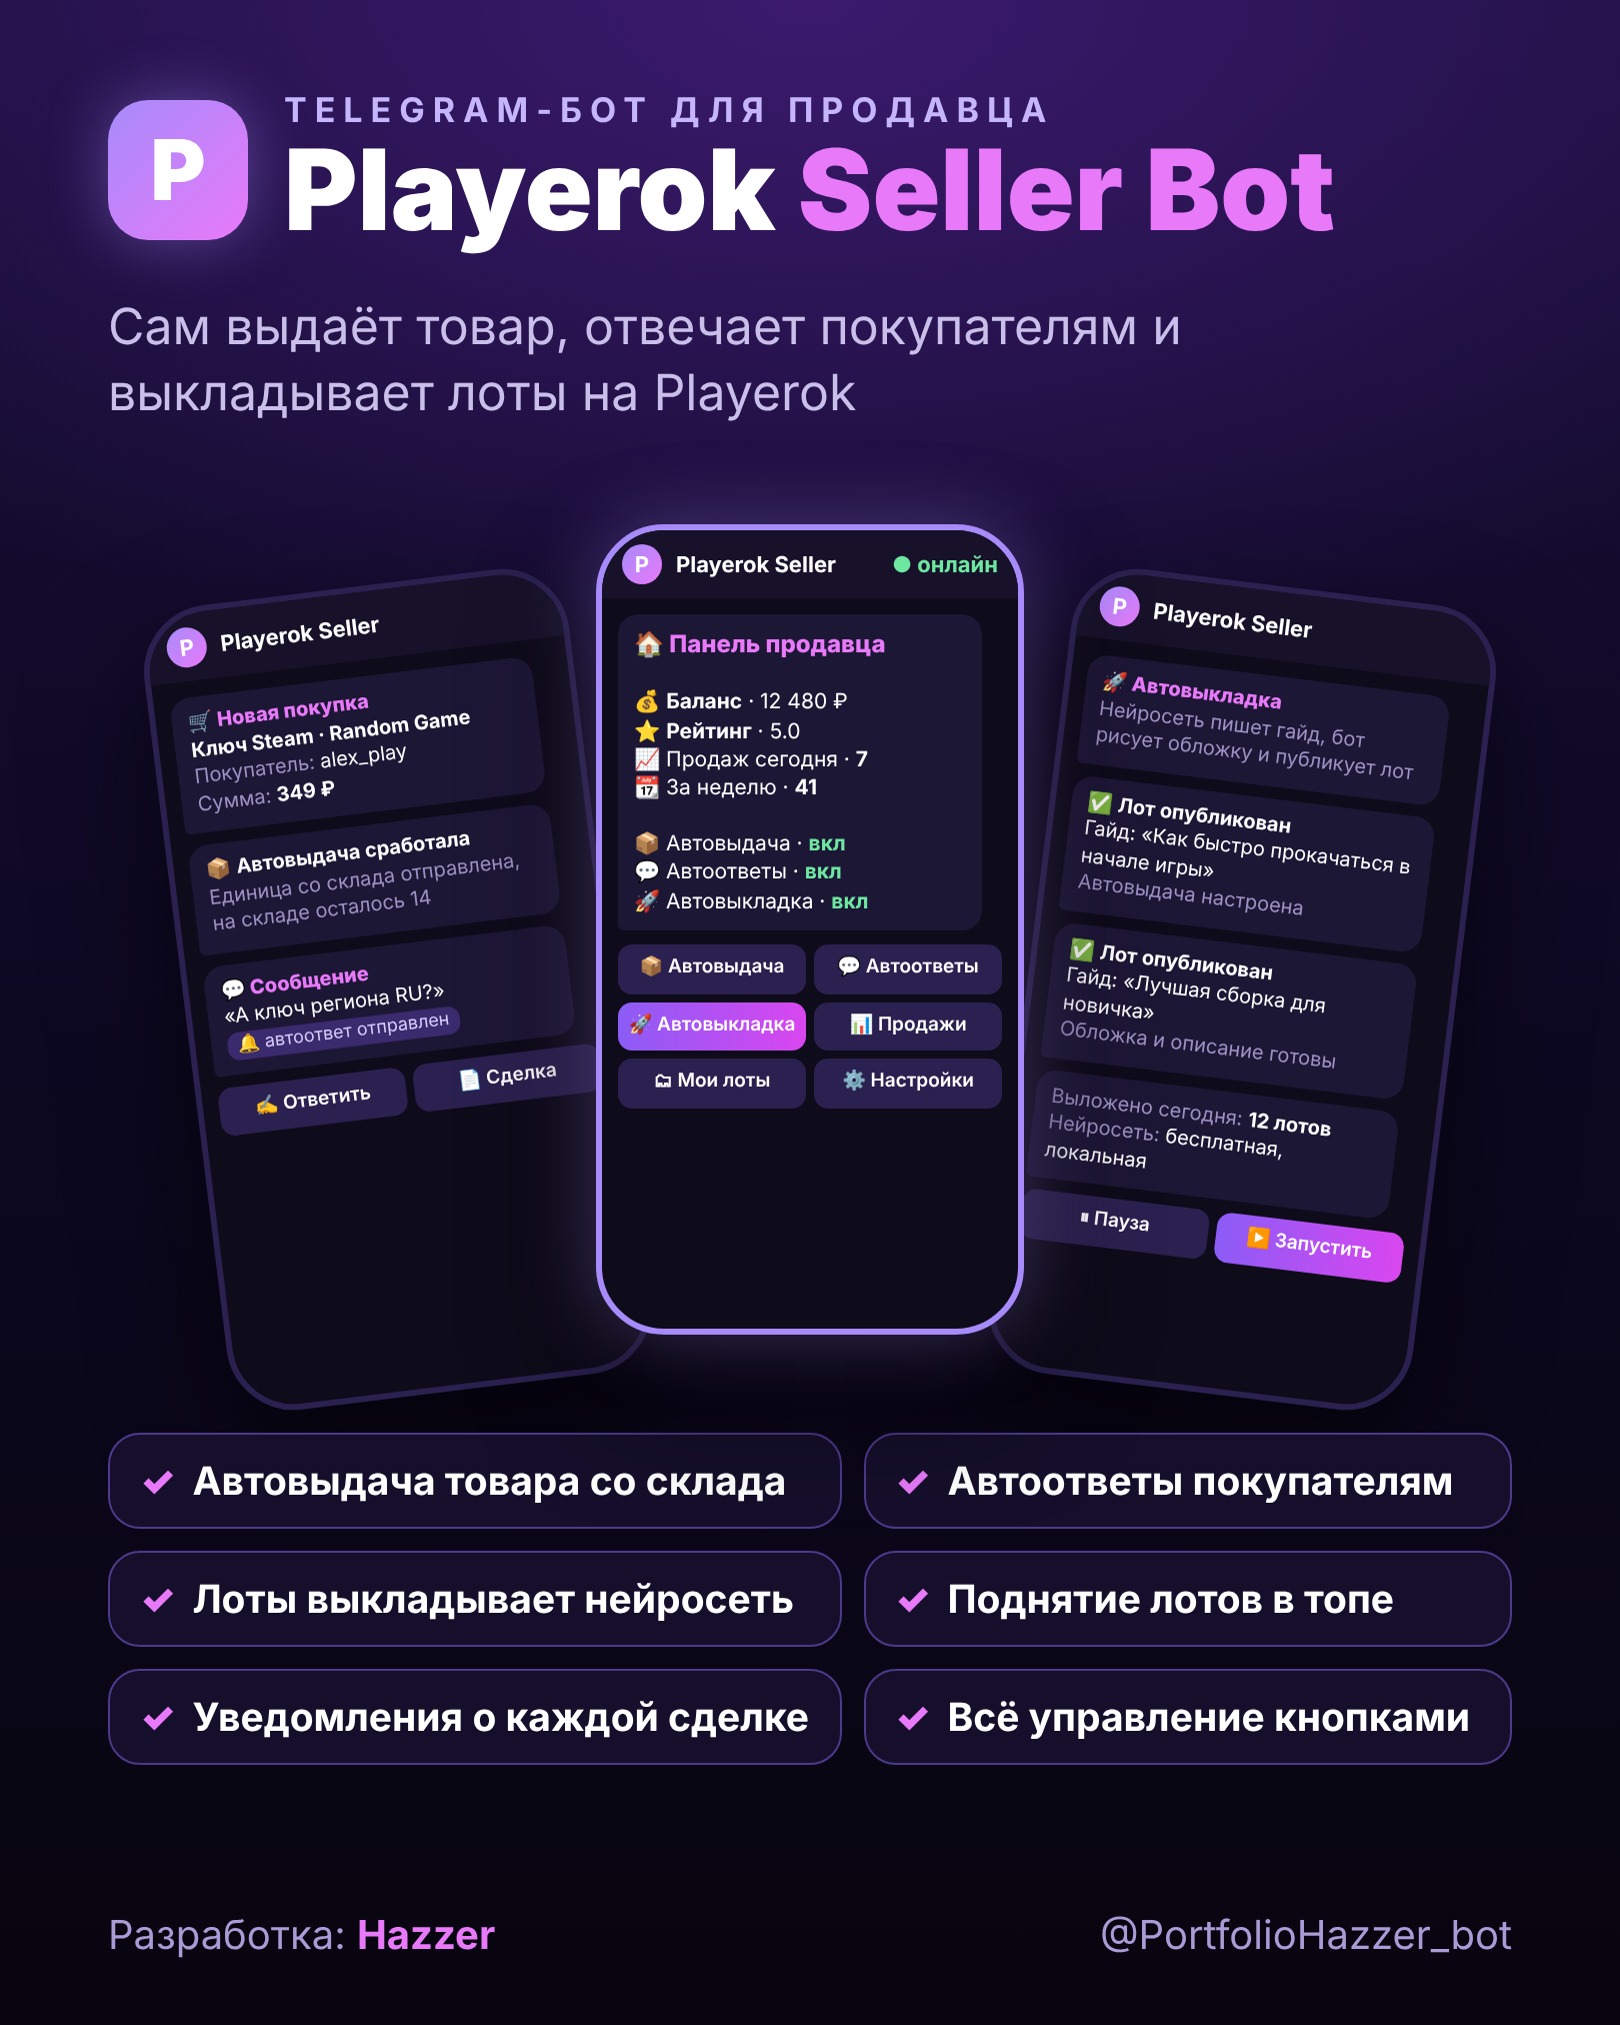 P
TELEGRAM-БОТ ДЛЯ ПРОДАВЦА
Playerok Seller Bot
Сам выдаёт товар, отвечает покупателям и
выкладывает лоты на Playerok
P Playerok Seller
🛒 Новая покупка
Ключ Steam · Random Game
Покупатель: alex_play
Сумма: 349 ₽
📦 Автовыдача сработала
Единица со склада отправлена,
на складе осталось 14
💬 Сообщение
«А ключ региона RU?»
🔔 автоответ отправлен
✍️ Ответить
📄 Сделка
P Playerok Seller
онлайн
🏠 Панель продавца
💰 Баланс · 12 480 ₽
⭐ Рейтинг · 5.0
📈 Продаж сегодня · 7
📆 За неделю · 41
📦 Автовыдача · вкл
💬 Автоответы · вкл
🚀 Автовыкладка · вкл
📦 Автовыдача
💬 Автоответы
🚀 Автовыкладка
📊 Продажи
🗂 Мои лоты
⚙️ Настройки
P Playerok Seller
🚀 Автовыкладка
Нейросеть пишет гайд, бот
рисует обложку и публикует лот
✅ Лот опубликован
Гайд: «Как быстро прокачаться в
начале игры»
Автовыдача настроена
✅ Лот опубликован
Гайд: «Лучшая сборка для
новичка»
Обложка и описание готовы
Выложено сегодня: 12 лотов
Нейросеть: бесплатная,
локальная
⏸ Пауза
▶️ Запустить
✓ Автовыдача товара со склада
✓ Автоответы покупателям
✓ Лоты выкладывает нейросеть
✓ Поднятие лотов в топе
✓ Уведомления о каждой сделке
✓ Всё управление кнопками
Разработка: Hazzer
@PortfolioHazzer_bot